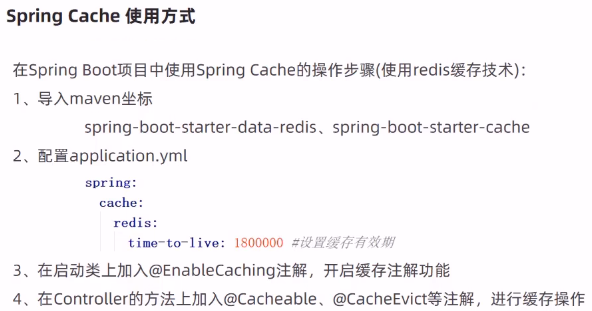 Spring Cache 使用方式
在Spring Boot项目中使用Spring Cache的操作步骤(使用redis缓存技术)：
1、导入maven坐标
spring-boot-starter-data-redis、spring-boot-starter-cache
2、配置application.yml
spring:
cache:
redis:
time-to-live: 1800000 #设置缓存有效期
3、在启动类上加入@EnableCaching注解，开启缓存注解功能
4、在Controller的方法上加入@Cacheable、@CacheEvict等注解，进行缓存操作